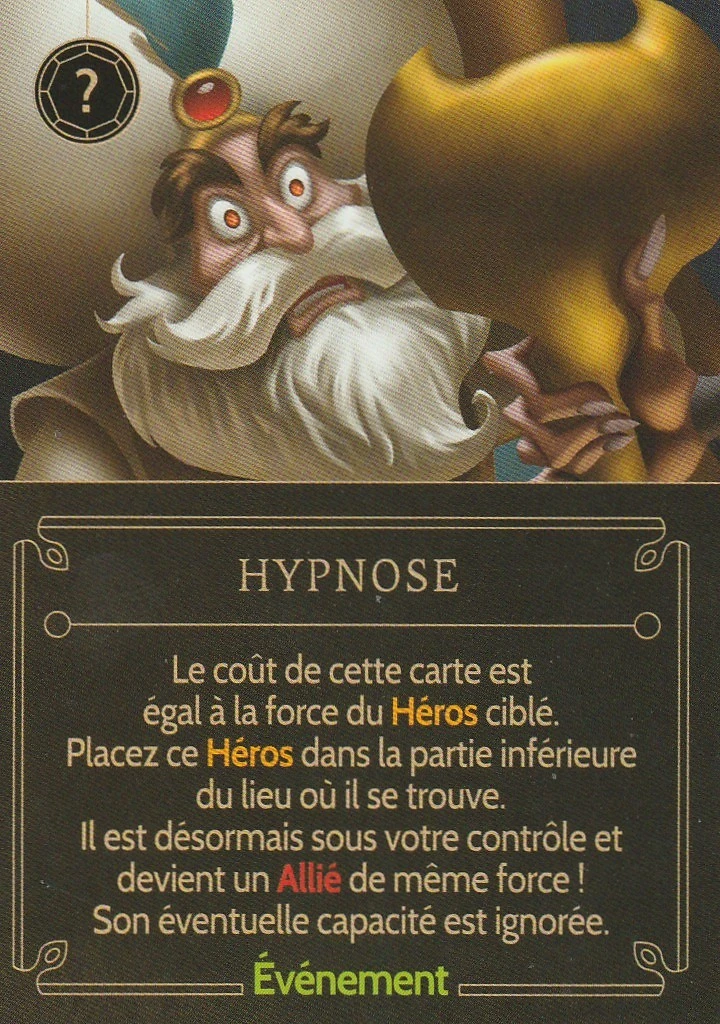 ?
HYPNOSE
Le coût de cette carte est
égal à la force du Héros ciblé.
Placez ce Héros dans la partie inférieure
du lieu où il se trouve.
Il est désormais sous votre contrôle et
devient un Allié de même force !
Son éventuelle capacité est ignorée.
Événement